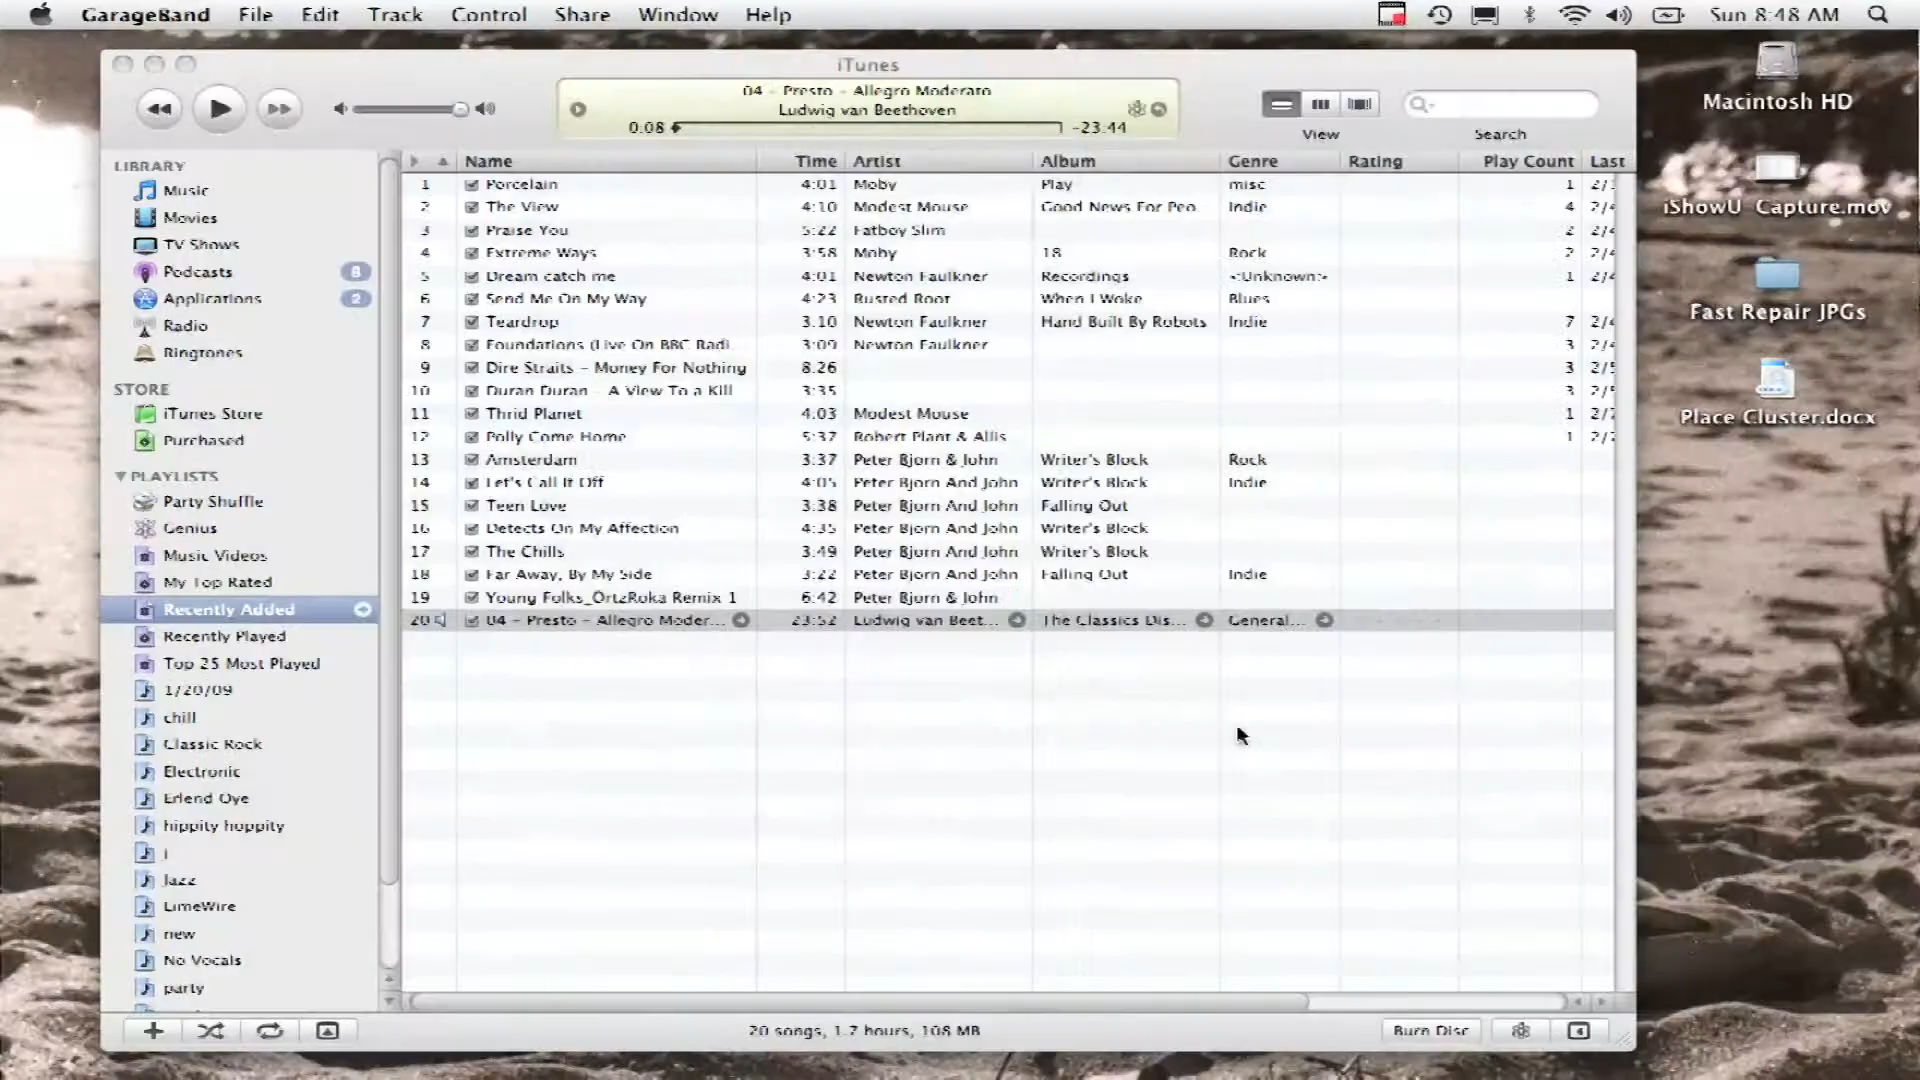 GarageBand File Edit Track Control Share Window Help Sun 8:48 AM
iTunes
04 - Presto - Allegro Moderato
Ludwig van Beethoven
0:08 -23:44
View
Search
Macintosh HD
iShowU Capture.mov
Fast Repair JPGs
Place Cluster.docx
LIBRARY
Music
Movies
TV Shows
Podcasts 8
Applications 2
Radio
Ringtones
STORE
iTunes Store
Purchased
PLAYLISTS
Party Shuffle
Genius
Music Videos
My Top Rated
Recently Added
Recently Played
Top 25 Most Played
1/20/09
chill
Classic Rock
Electronic
Erlend Oye
hippity hoppity
Jazz
LimeWire
new
No Vocals
party
Name Time Artist Album Genre Rating Play Count Last
1 Porcelain 4:01 Moby Play misc 1
2 The View 4:10 Modest Mouse Good News For Peo Indie 4
3 Praise You 5:22 Fatboy Slim 2
4 Extreme Ways 3:58 Moby 18 Rock 2
5 Dream catch me 4:01 Newton Faulkner Recordings <Unknown> 1
6 Send Me On My Way 4:23 Rusted Root When I Woke Blues
7 Teardrop 3:10 Newton Faulkner Hand Built By Robots Indie 7
8 Foundations (Live On BBC Radi 3:09 Newton Faulkner 3
9 Dire Straits - Money For Nothing 8:26 3
10 Duran Duran - A View To a Kill 3:35 3
11 Thrid Planet 4:03 Modest Mouse 1
12 Polly Come Home 5:37 Robert Plant & Allis 1
13 Amsterdam 3:37 Peter Bjorn & John Writer's Block Rock
14 Let's Call It Off 4:05 Peter Bjorn And John Writer's Block Indie
15 Teen Love 3:38 Peter Bjorn And John Falling Out
16 Detects On My Affection 4:35 Peter Bjorn And John Writer's Block
17 The Chills 3:49 Peter Bjorn And John Writer's Block
18 Far Away, By My Side 3:22 Peter Bjorn And John Falling Out Indie
19 Young Folks_OrtzRoka Remix 1 6:42 Peter Bjorn & John
20 04 - Presto - Allegro Moder... 23:52 Ludwig van Beet... The Classics Dis... General...
20 songs, 1.7 hours, 108 MB
Burn Disc